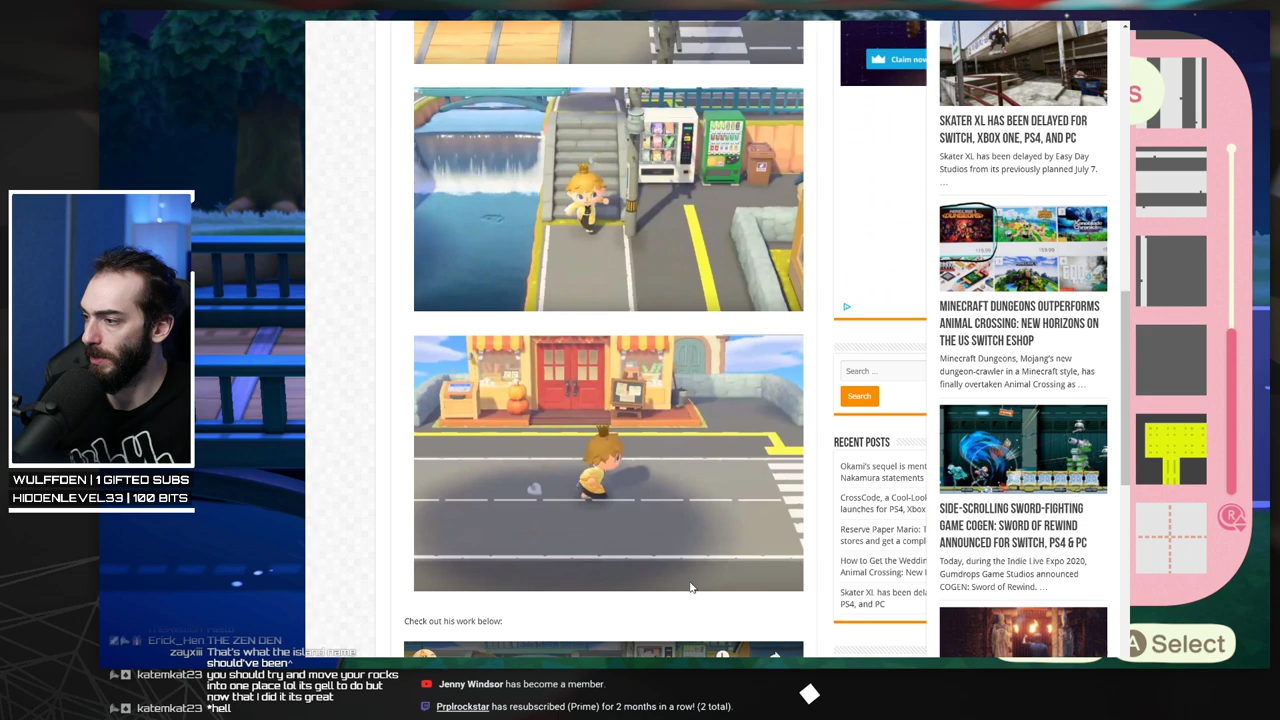 Claim now
S
SKATER XL HAS BEEN DELAYED FOR
SWITCH, XBOX ONE, PS4, AND PC
Skater XL has been delayed by Easy Day
Studios from its previously planned July 7.
…
MINECRAFT DUNGEONS OUTPERFORMS
ANIMAL CROSSING: NEW HORIZONS ON
THE US SWITCH ESHOP
Minecraft Dungeons, Mojang's new
dungeon-crawler in a Minecraft style, has
finally overtaken Animal Crossing as …
Search …
Search
RECENT POSTS
Okami's sequel is ment
Nakamura statements
CrossCode, a Cool-Look
launches for PS4, Xbox
Reserve Paper Mario: T
stores and get a compl
How to Get the Weddin
Animal Crossing: New H
Skater XL has been dela
PS4, and PC
SIDE-SCROLLING SWORD-FIGHTING
GAME COGEN: SWORD OF REWIND
ANNOUNCED FOR SWITCH, PS4 & PC
Today, during the Indie Live Expo 2020,
Gumdrops Game Studios announced
COGEN: Sword of Rewind. …
Check out his work below:
WULFFDEN | 1 GIFTED SUBS
HIDDENLEVEL33 | 100 BITS
Erick_Hen THE ZEN DEN
zayxiii That's what the island name
should've been^
katemkat23 you should try and move your rocks
into one place lol its gell to do but
now that I did it its great
katemkat23 *hell
Jenny Windsor has become a member.
Prplrockstar has resubscribed (Prime) for 2 months in a row! (2 total).
R
A Select